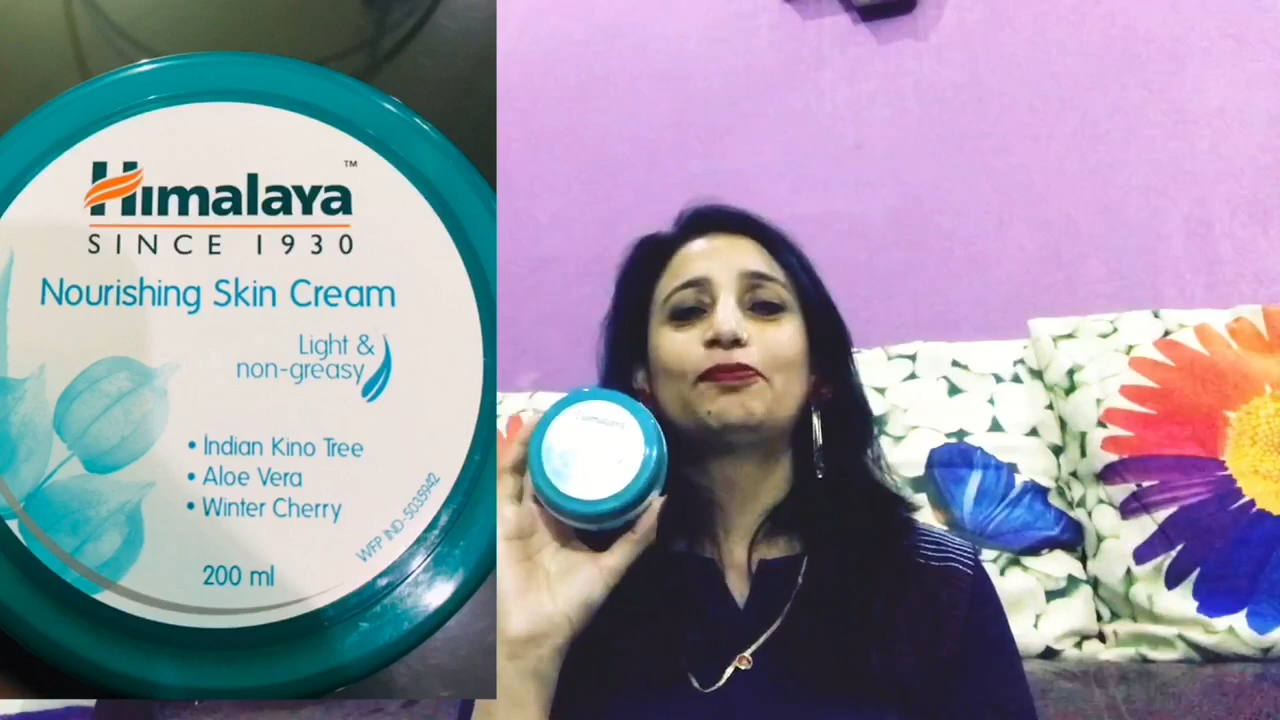 Himalaya™
SINCE 1930
Nourishing Skin Cream
Light &
non-greasy
• Indian Kino Tree
• Aloe Vera
• Winter Cherry
WFP IND-5035942
200 ml